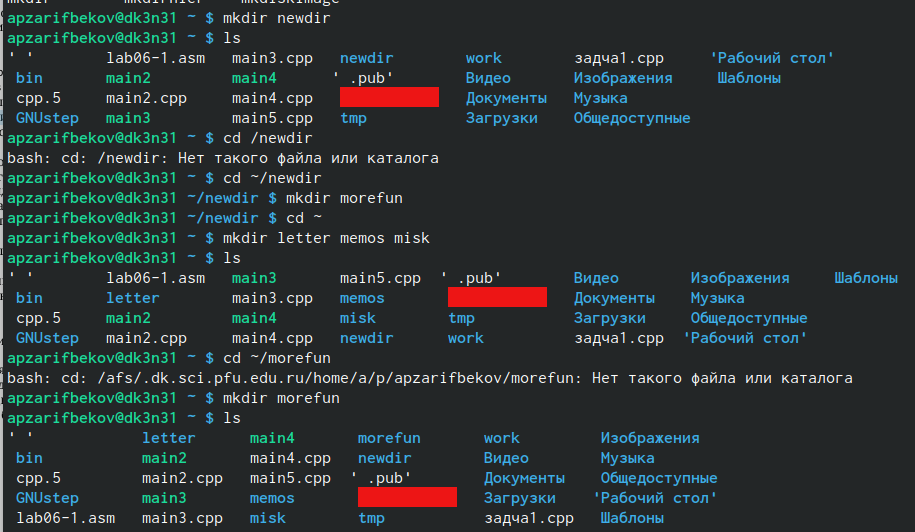 mkdir mkdirhier mkdiskimage
apzarifbekov@dk3n31 ~ $ mkdir newdir
apzarifbekov@dk3n31 ~ $ ls
' ' lab06-1.asm main3.cpp newdir work задча1.cpp 'Рабочий стол'
bin main2 main4 ' .pub' Видео Изображения Шаблоны
cpp.5 main2.cpp main4.cpp Документы Музыка
GNUstep main3 main5.cpp tmp Загрузки Общедоступные
apzarifbekov@dk3n31 ~ $ cd /newdir
bash: cd: /newdir: Нет такого файла или каталога
apzarifbekov@dk3n31 ~ $ cd ~/newdir
apzarifbekov@dk3n31 ~/newdir $ mkdir morefun
apzarifbekov@dk3n31 ~/newdir $ cd ~
apzarifbekov@dk3n31 ~ $ mkdir letter memos misk
apzarifbekov@dk3n31 ~ $ ls
' ' lab06-1.asm main3 main5.cpp ' .pub' Видео Изображения Шаблоны
bin letter main3.cpp memos Документы Музыка
cpp.5 main2 main4 misk tmp Загрузки Общедоступные
GNUstep main2.cpp main4.cpp newdir work задча1.cpp 'Рабочий стол'
apzarifbekov@dk3n31 ~ $ cd ~/morefun
bash: cd: /afs/.dk.sci.pfu.edu.ru/home/a/p/apzarifbekov/morefun: Нет такого файла или каталога
apzarifbekov@dk3n31 ~ $ mkdir morefun
apzarifbekov@dk3n31 ~ $ ls
' ' letter main4 morefun work Изображения
bin main2 main4.cpp newdir Видео Музыка
cpp.5 main2.cpp main5.cpp ' .pub' Документы Общедоступные
GNUstep main3 memos Загрузки 'Рабочий стол'
lab06-1.asm main3.cpp misk tmp задча1.cpp Шаблоны